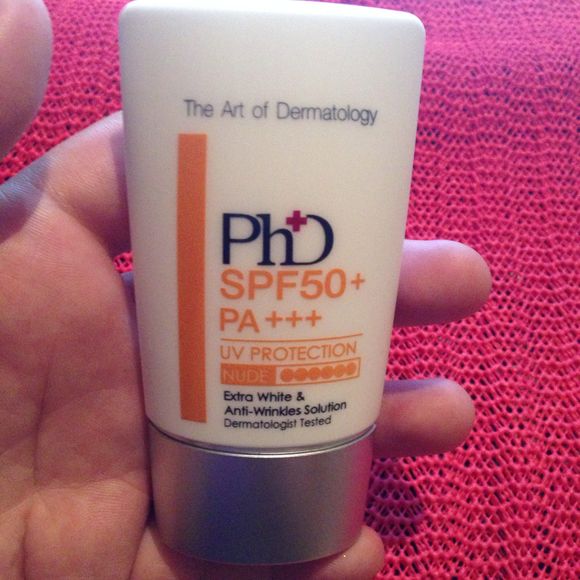 The Art of Dermatology
PhD
SPF50+
PA+++
UV PROTECTION
NUDE
Extra White &
Anti-Wrinkles Solution
Dermatologist Tested